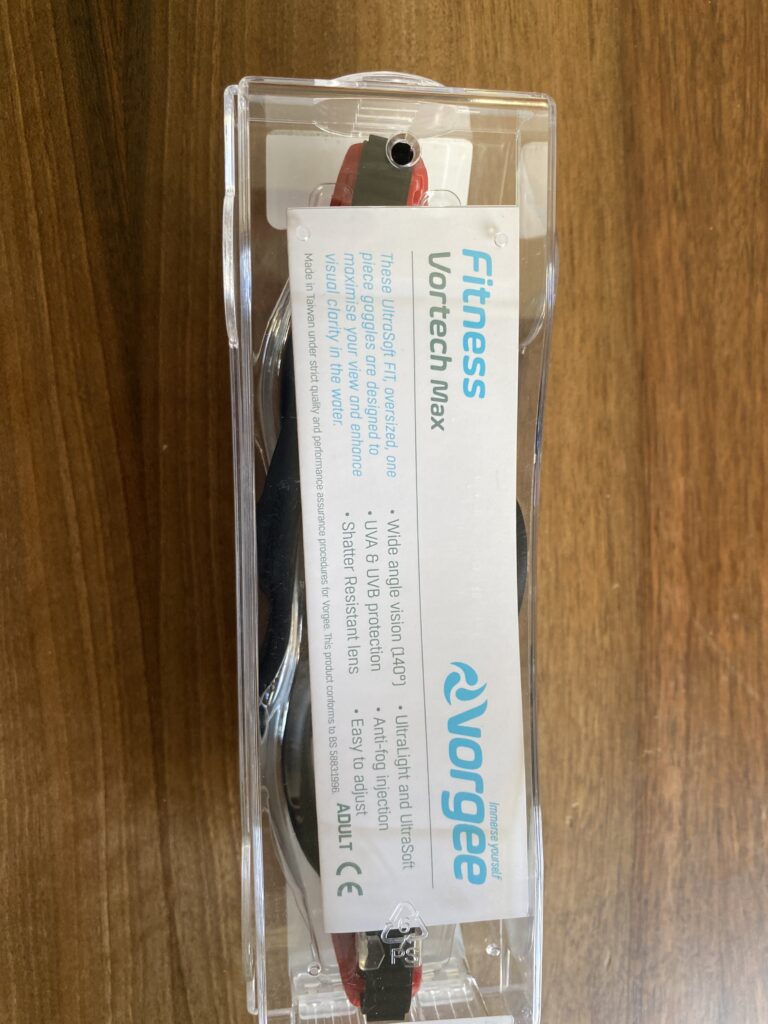 Fitness
Vortech Max
Immerse yourself
Vorgee
These UltraSoft FIT, oversized, one
piece goggles are designed to
maximise your view and enhance
visual clarity in the water.
• Wide angle vision (140°)
• UVA & UVB protection
• Shatter Resistant lens
• UltraLight and UltraSoft
• Anti-fog injection
• Easy to adjust
Made in Taiwan under strict quality and performance assurance procedures for Vorgee. This product conforms to BS 5883:1996.
ADULT CE